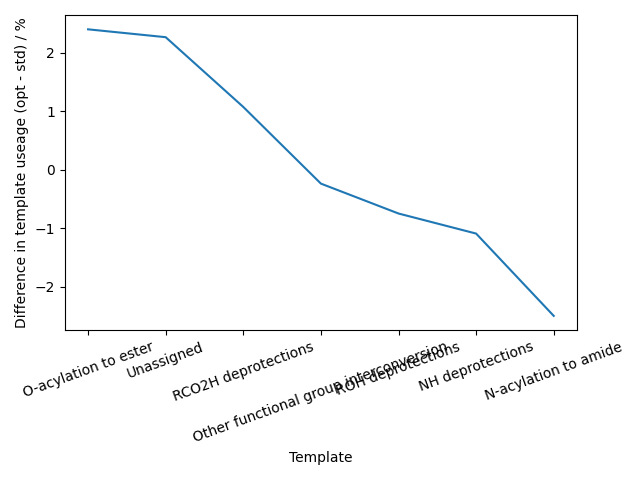 Difference in template useage (opt - std) / %
2
1
0
−1
−2
O-acylation to ester
Unassigned
RCO2H deprotections
Other functional group interconversion
ROH deprotections
NH deprotections
N-acylation to amide
Template